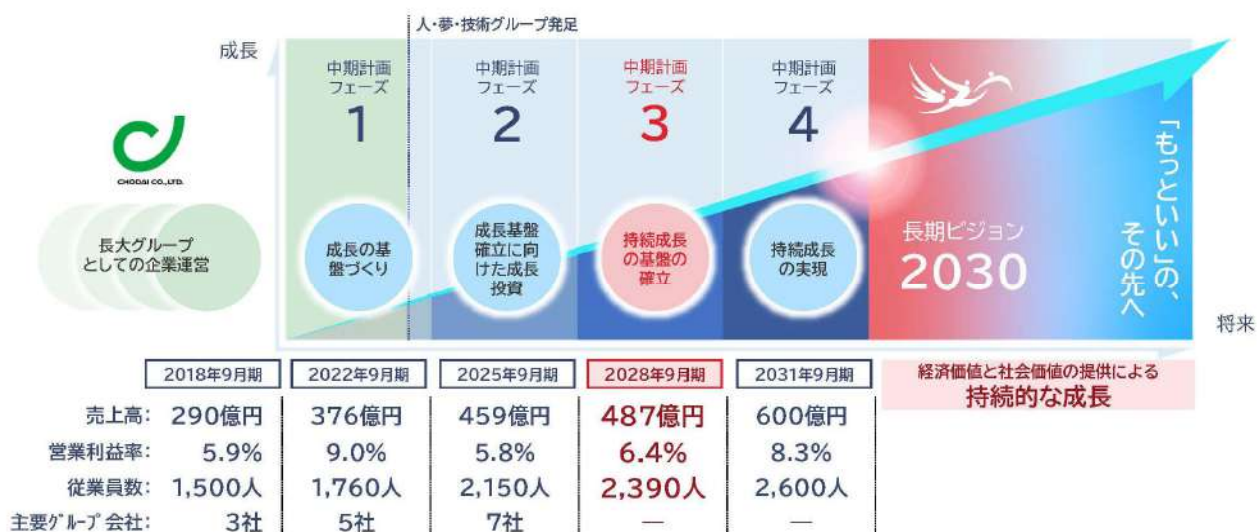 人・夢・技術グループ発足
成長
中期計画
フェーズ
1
中期計画
フェーズ
2
中期計画
フェーズ
3
中期計画
フェーズ
4
CHODAI CO.,LTD.
長大グループ
としての企業運営
成長の基
盤づくり
成長基盤
確立に向
けた成長
投資
持続成長
の基盤の
確立
持続成長
の実現
長期ビジョン
2030
「もっといい」の、
その先へ
将来
2018年9月期 2022年9月期 2025年9月期 2028年9月期 2031年9月期
経済価値と社会価値の提供による
持続的な成長
売上高: 290億円 376億円 459億円 487億円 600億円
営業利益率: 5.9% 9.0% 5.8% 6.4% 8.3%
従業員数: 1,500人 1,760人 2,150人 2,390人 2,600人
主要グループ会社: 3社 5社 7社 — —